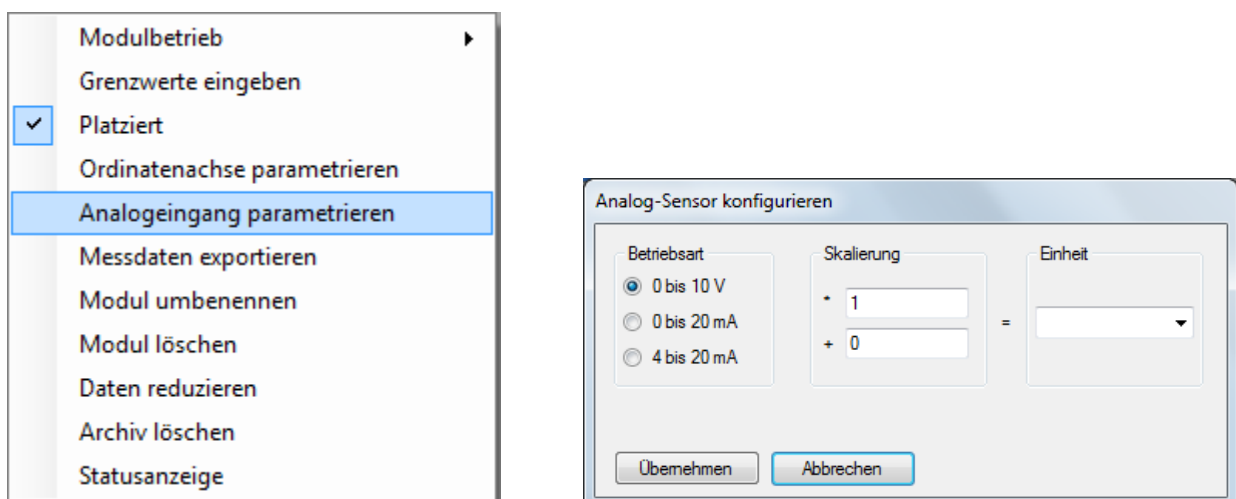 Modulbetrieb
Grenzwerte eingeben
Platziert
Ordinatenachse parametrieren
Analogeingang parametrieren
Messdaten exportieren
Modul umbenennen
Modul löschen
Daten reduzieren
Archiv löschen
Statusanzeige
Analog-Sensor konfigurieren
Betriebsart
0 bis 10 V
0 bis 20 mA
4 bis 20 mA
Skalierung
* 1
+ 0
=
Einheit
Übernehmen
Abbrechen